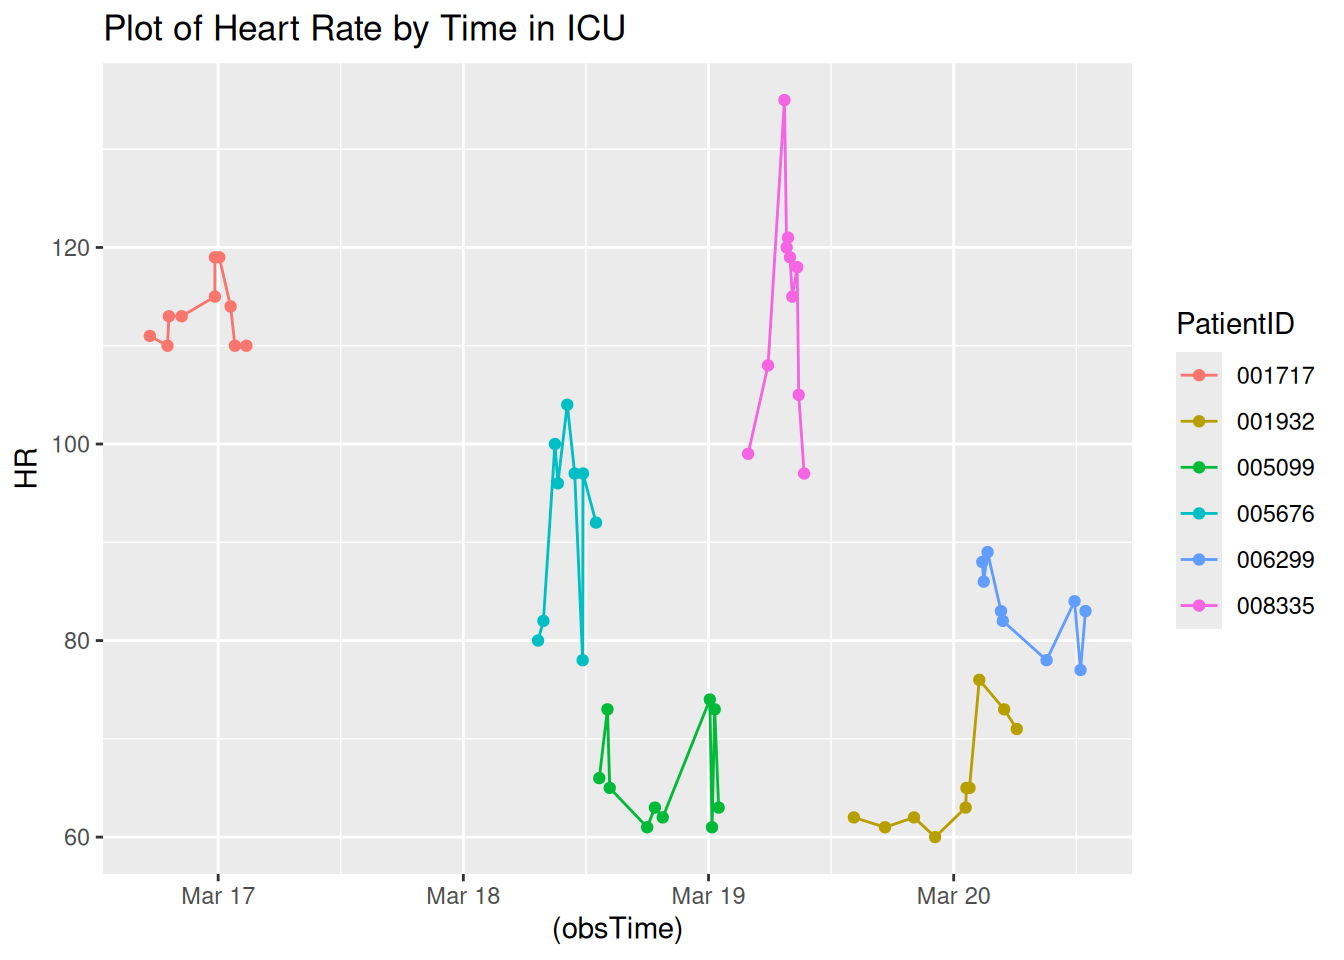 Plot of Heart Rate by Time in ICU
120
100
80
60
HR
Mar 17
Mar 18
Mar 19
Mar 20
(obsTime)
PatientID
001717
001932
005099
005676
006299
008335